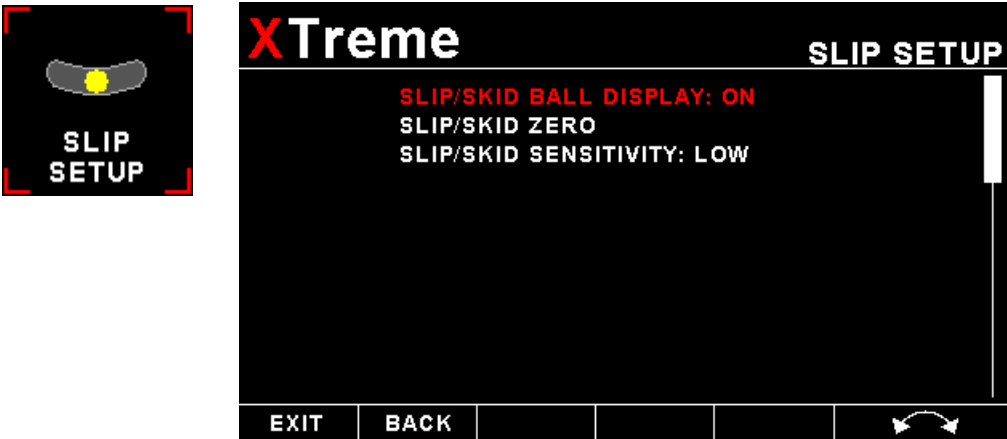 SLIP
SETUP
XTreme
SLIP SETUP
SLIP/SKID BALL DISPLAY: ON
SLIP/SKID ZERO
SLIP/SKID SENSITIVITY: LOW
EXIT BACK